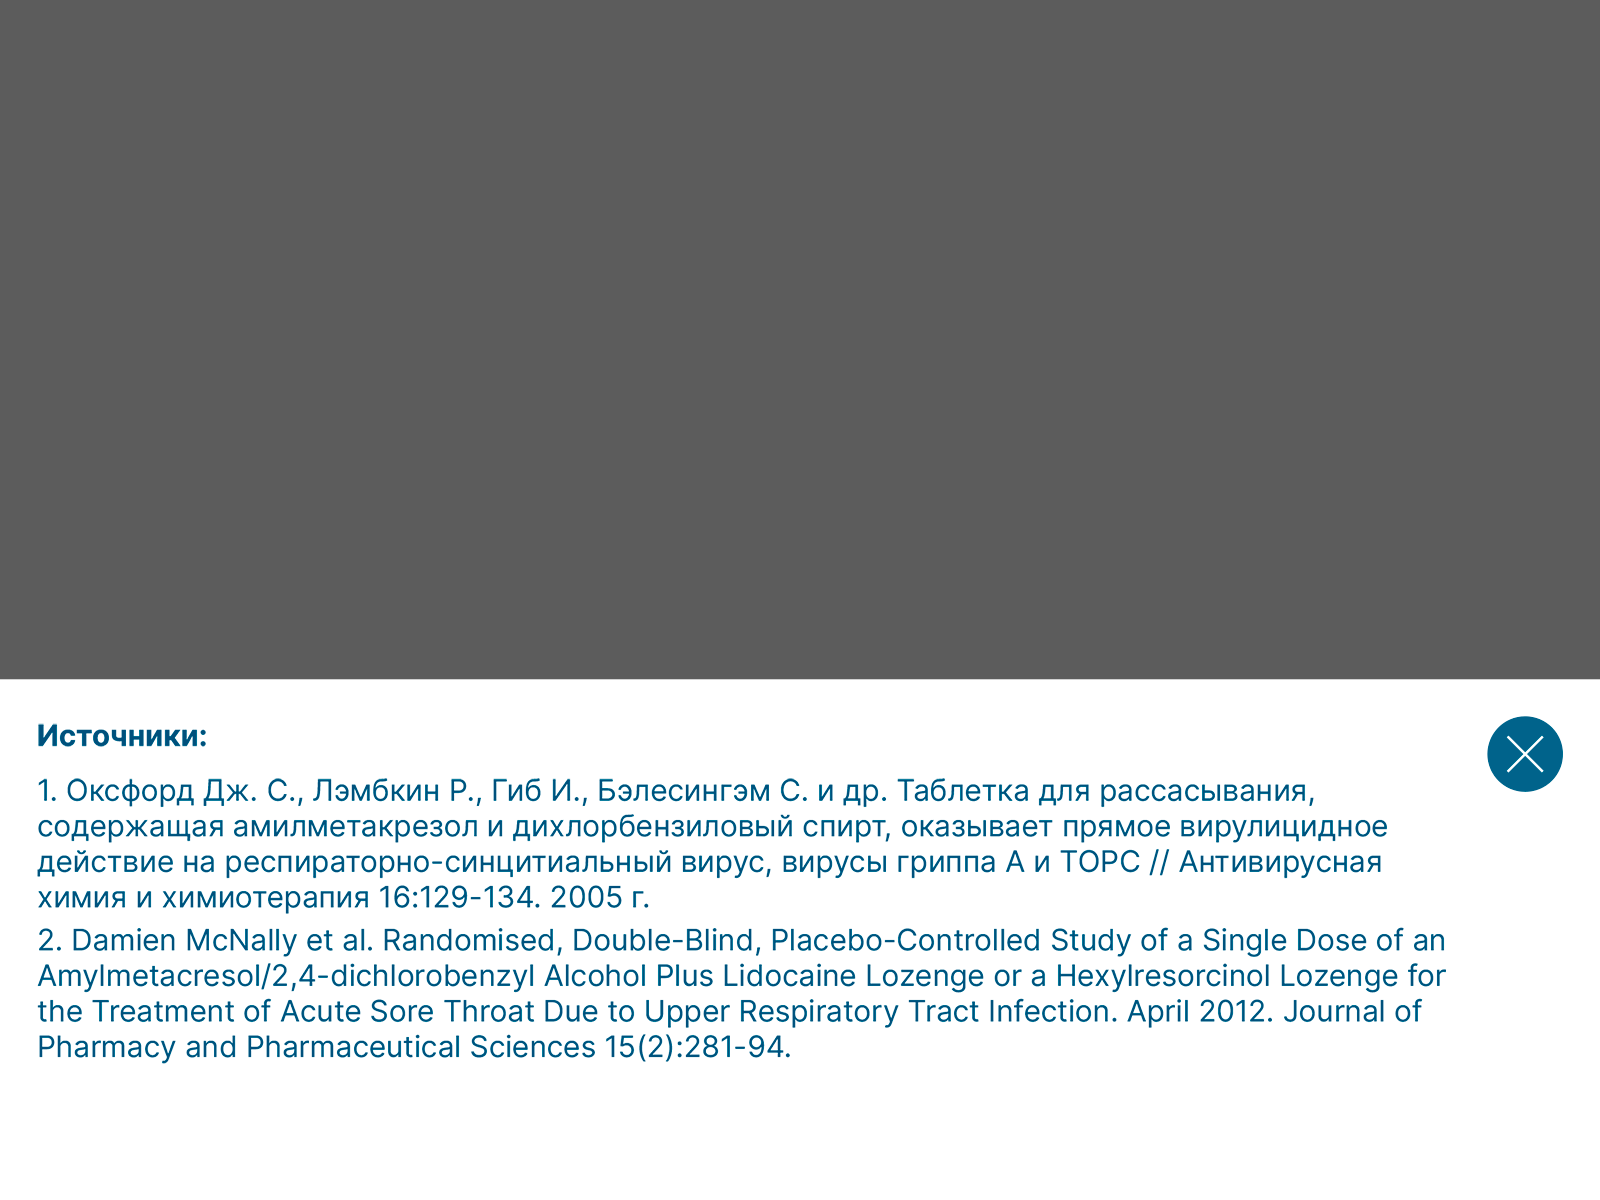 Источники:
1. Оксфорд Дж. С., Лэмбкин Р., Гиб И., Бэлесингэм С. и др. Таблетка для рассасывания,
содержащая амилметакрезол и дихлорбензиловый спирт, оказывает прямое вирулицидное
действие на респираторно-синцитиальный вирус, вирусы гриппа А и ТОРС // Антивирусная
химия и химиотерапия 16:129-134. 2005 г.
2. Damien McNally et al. Randomised, Double-Blind, Placebo-Controlled Study of a Single Dose of an
Amylmetacresol/2,4-dichlorobenzyl Alcohol Plus Lidocaine Lozenge or a Hexylresorcinol Lozenge for
the Treatment of Acute Sore Throat Due to Upper Respiratory Tract Infection. April 2012. Journal of
Pharmacy and Pharmaceutical Sciences 15(2):281-94.